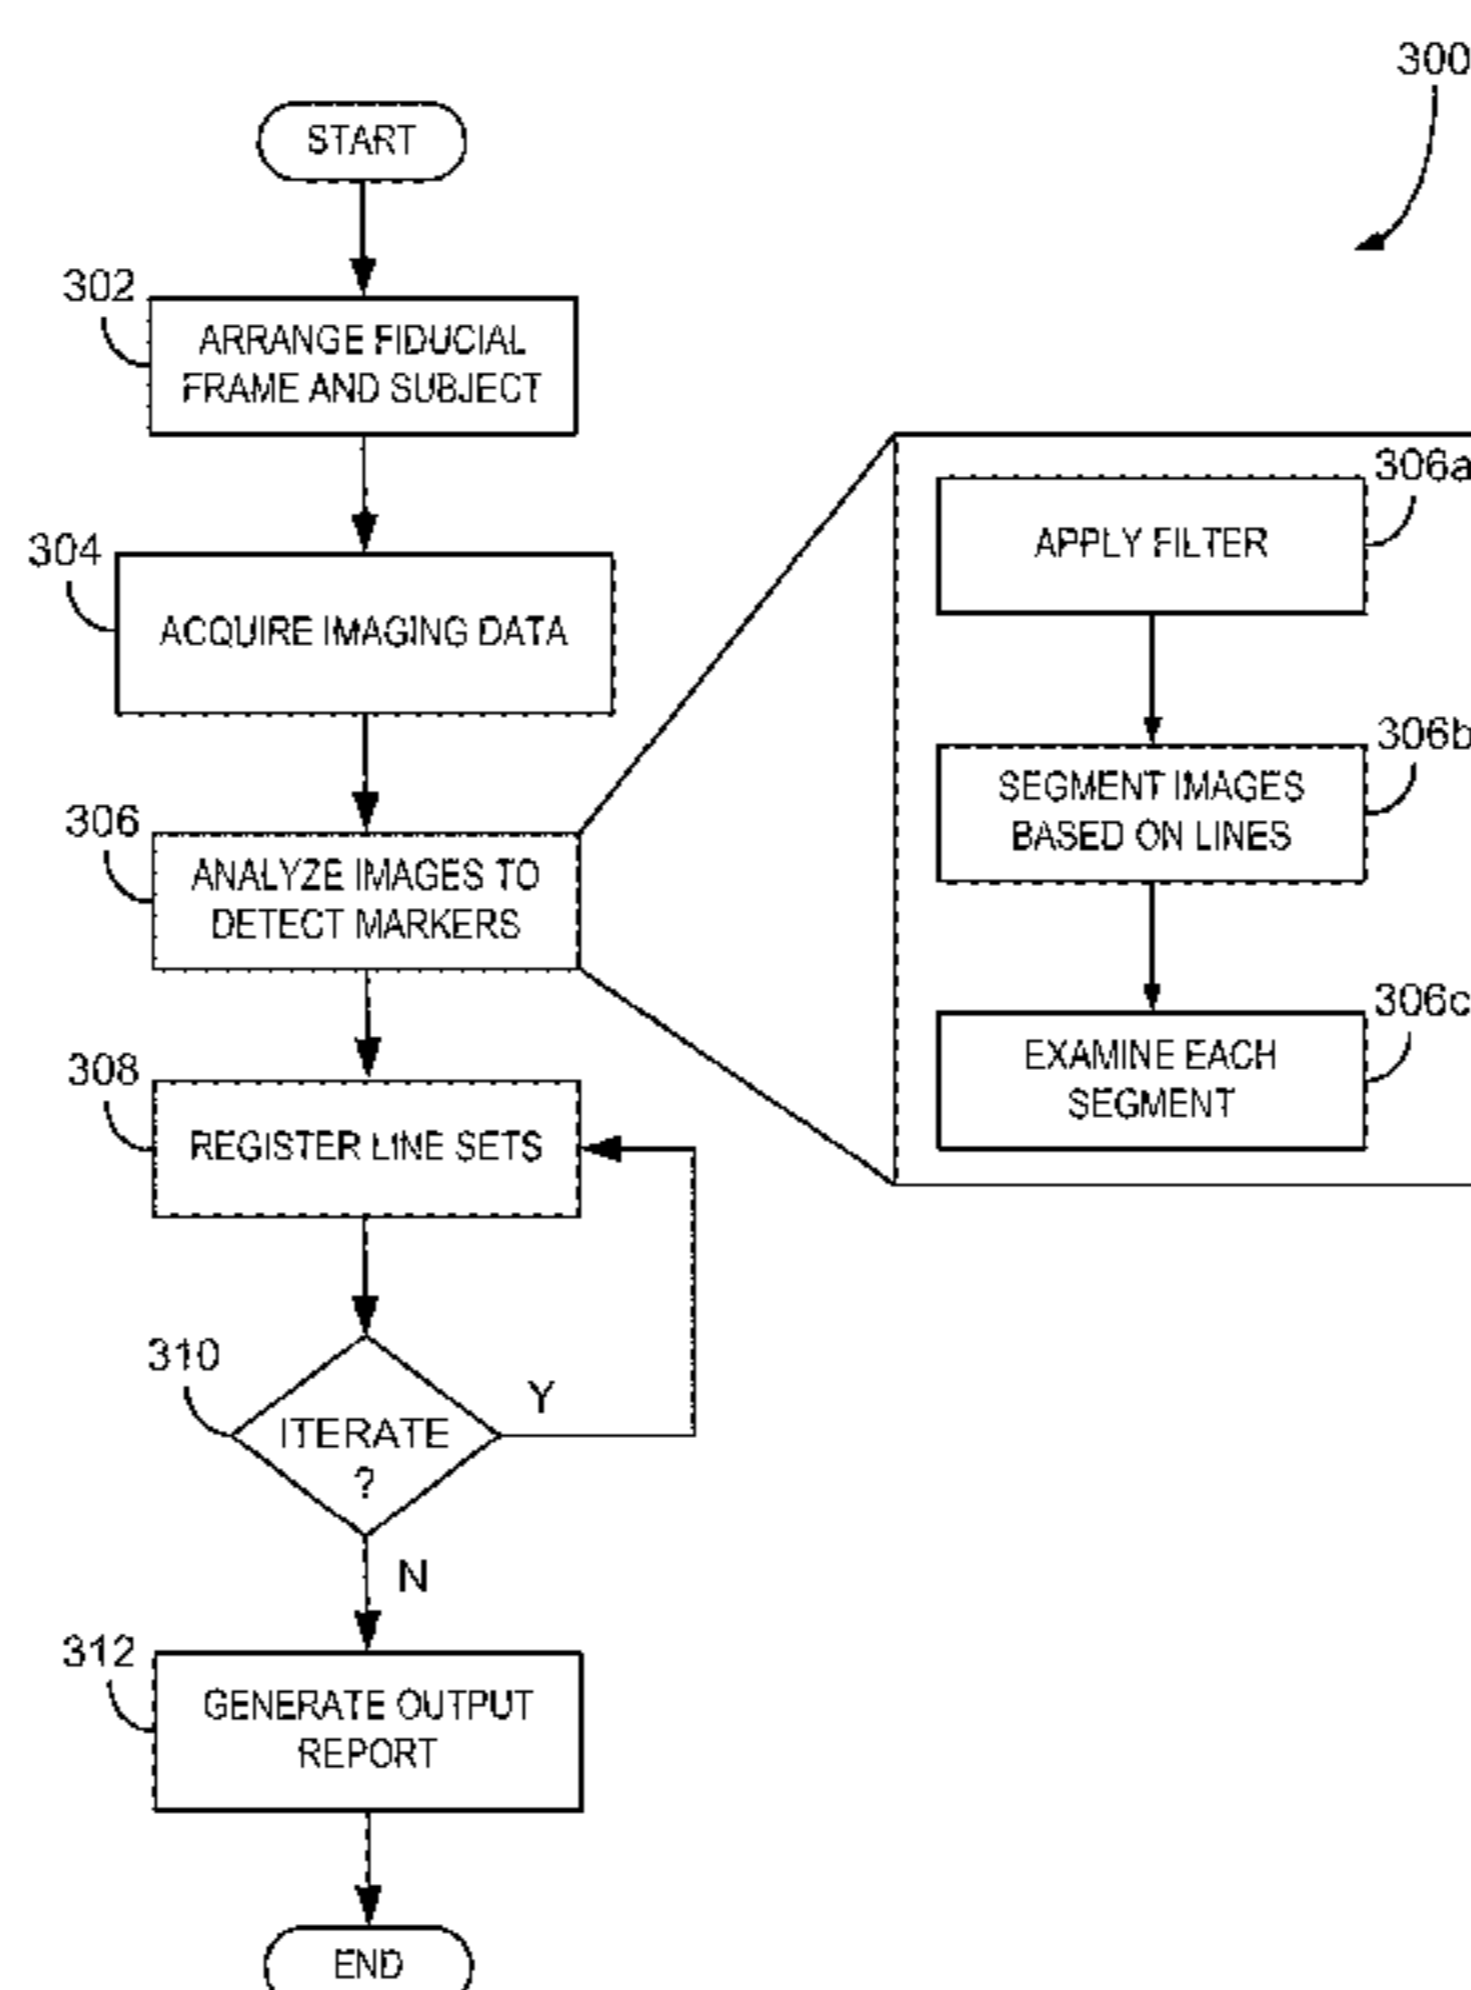 300
START
302
ARRANGE FIDUCIAL
FRAME AND SUBJECT
304
ACQUIRE IMAGING DATA
306
ANALYZE IMAGES TO
DETECT MARKERS
306a
APPLY FILTER
306b
SEGMENT IMAGES
BASED ON LINES
306c
EXAMINE EACH
SEGMENT
308
REGISTER LINE SETS
310
ITERATE
?
Y
N
312
GENERATE OUTPUT
REPORT
END